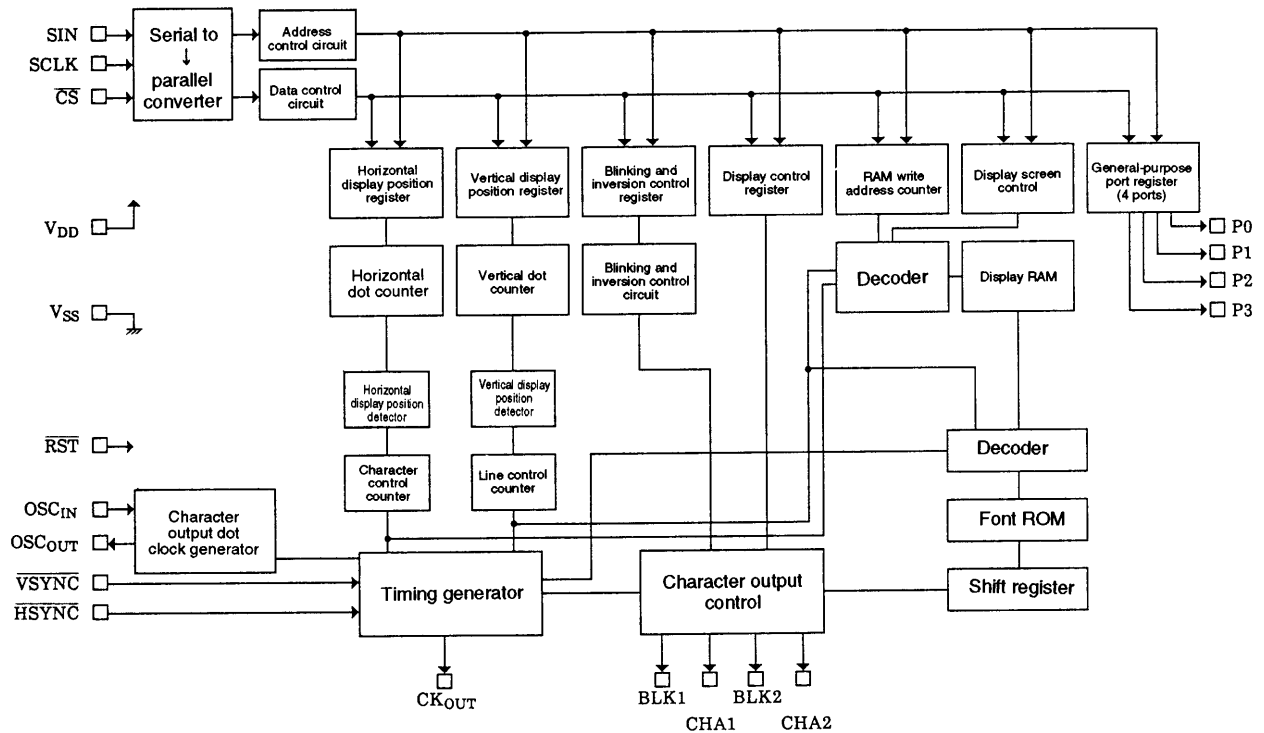 SIN
SCLK
CS
Serial to
↓
parallel
converter
Address
control circuit
Data control
circuit
Horizontal
display position
register
Vertical display
position register
Blinking and
inversion control
register
Display control
register
RAM write
address counter
Display screen
control
General-purpose
port register
(4 ports)
P0
P1
P2
P3
VDD
VSS
Horizontal
dot counter
Vertical dot
counter
Blinking and
inversion control
circuit
Decoder
Display RAM
Horizontal
display position
detector
Vertical display
position
detector
RST
Character
control
counter
Line control
counter
Decoder
OSCIN
OSCOUT
Character
output dot
clock generator
Font ROM
VSYNC
HSYNC
Timing generator
Character output
control
Shift register
CKOUT
BLK1
CHA1
BLK2
CHA2